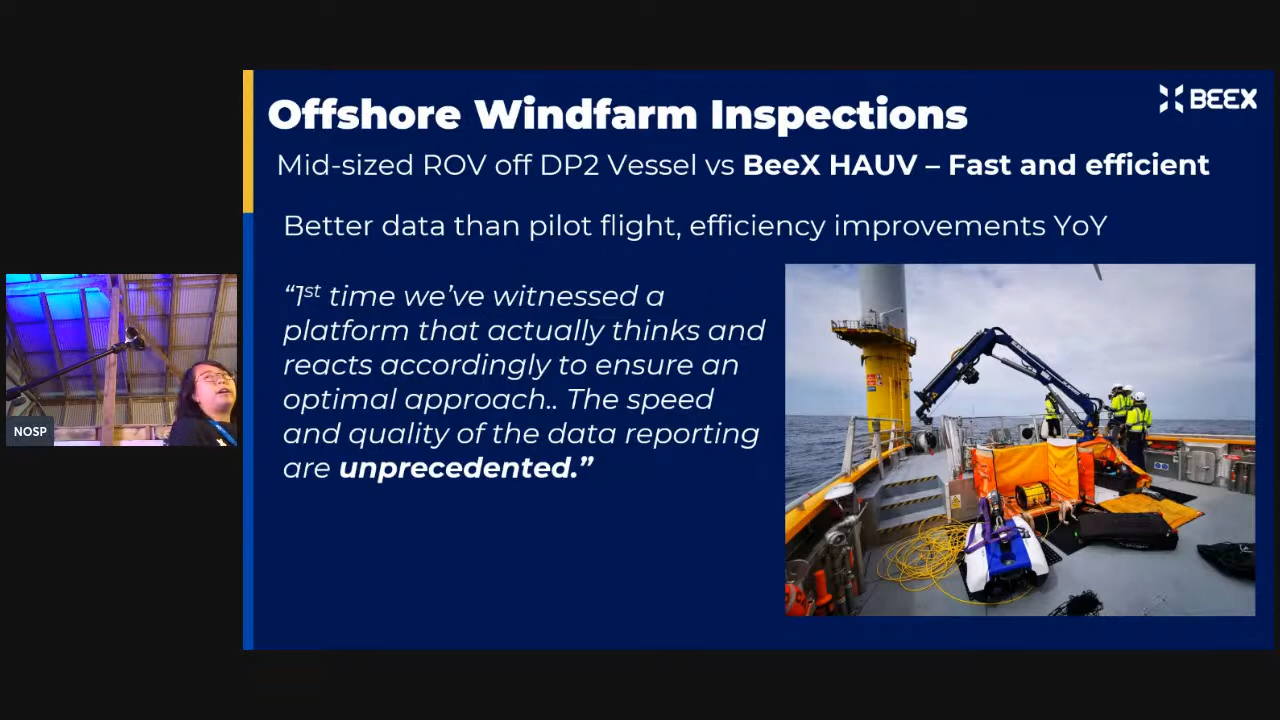 Offshore Windfarm Inspections
BEEX
Mid-sized ROV off DP2 Vessel vs BeeX HAUV – Fast and efficient
Better data than pilot flight, efficiency improvements YoY
“1st time we’ve witnessed a
platform that actually thinks and
reacts accordingly to ensure an
optimal approach.. The speed
and quality of the data reporting
are unprecedented.”
NOSP